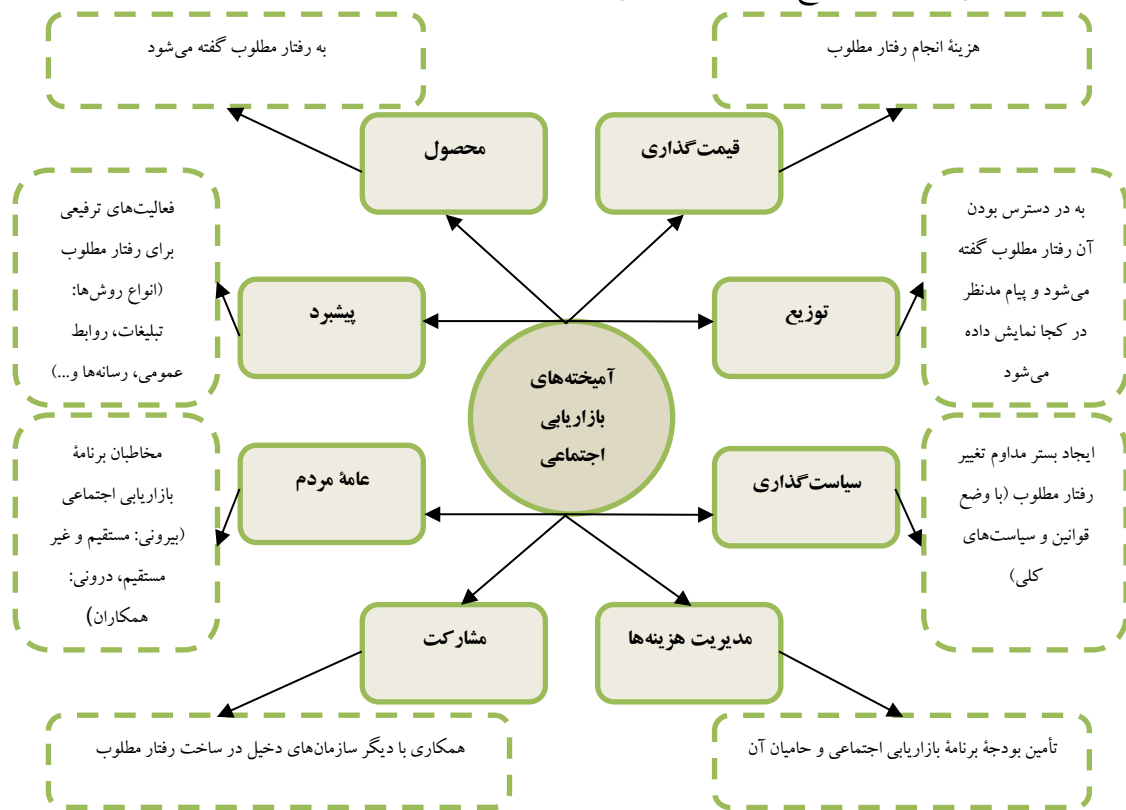 هزینهٔ انجام رفتار مطلوب
به رفتار مطلوب گفته می‌شود
قیمت‌گذاری
محصول
به در دسترس بودن
آن رفتار مطلوب گفته
می‌شود و پیام مدنظر
در کجا نمایش داده
می‌شود
توزیع
پیشبرد
فعالیت‌های ترفیعی
برای رفتار مطلوب
(انواع روش‌ها:
تبلیغات، روابط
عمومی، رسانه‌ها و...)
آمیخته‌های
بازاریابی
اجتماعی
ایجاد بستر مداوم تغییر
رفتار مطلوب (با وضع
قوانین و سیاست‌های
کلی)
سیاست‌گذاری
عامهٔ مردم
مخاطبان برنامهٔ
بازاریابی اجتماعی
(بیرونی: مستقیم و غیر
مستقیم، درونی:
همکاران)
مدیریت هزینه‌ها
مشارکت
تأمین بودجهٔ برنامهٔ بازاریابی اجتماعی و حامیان آن
همکاری با دیگر سازمان‌های دخیل در ساخت رفتار مطلوب